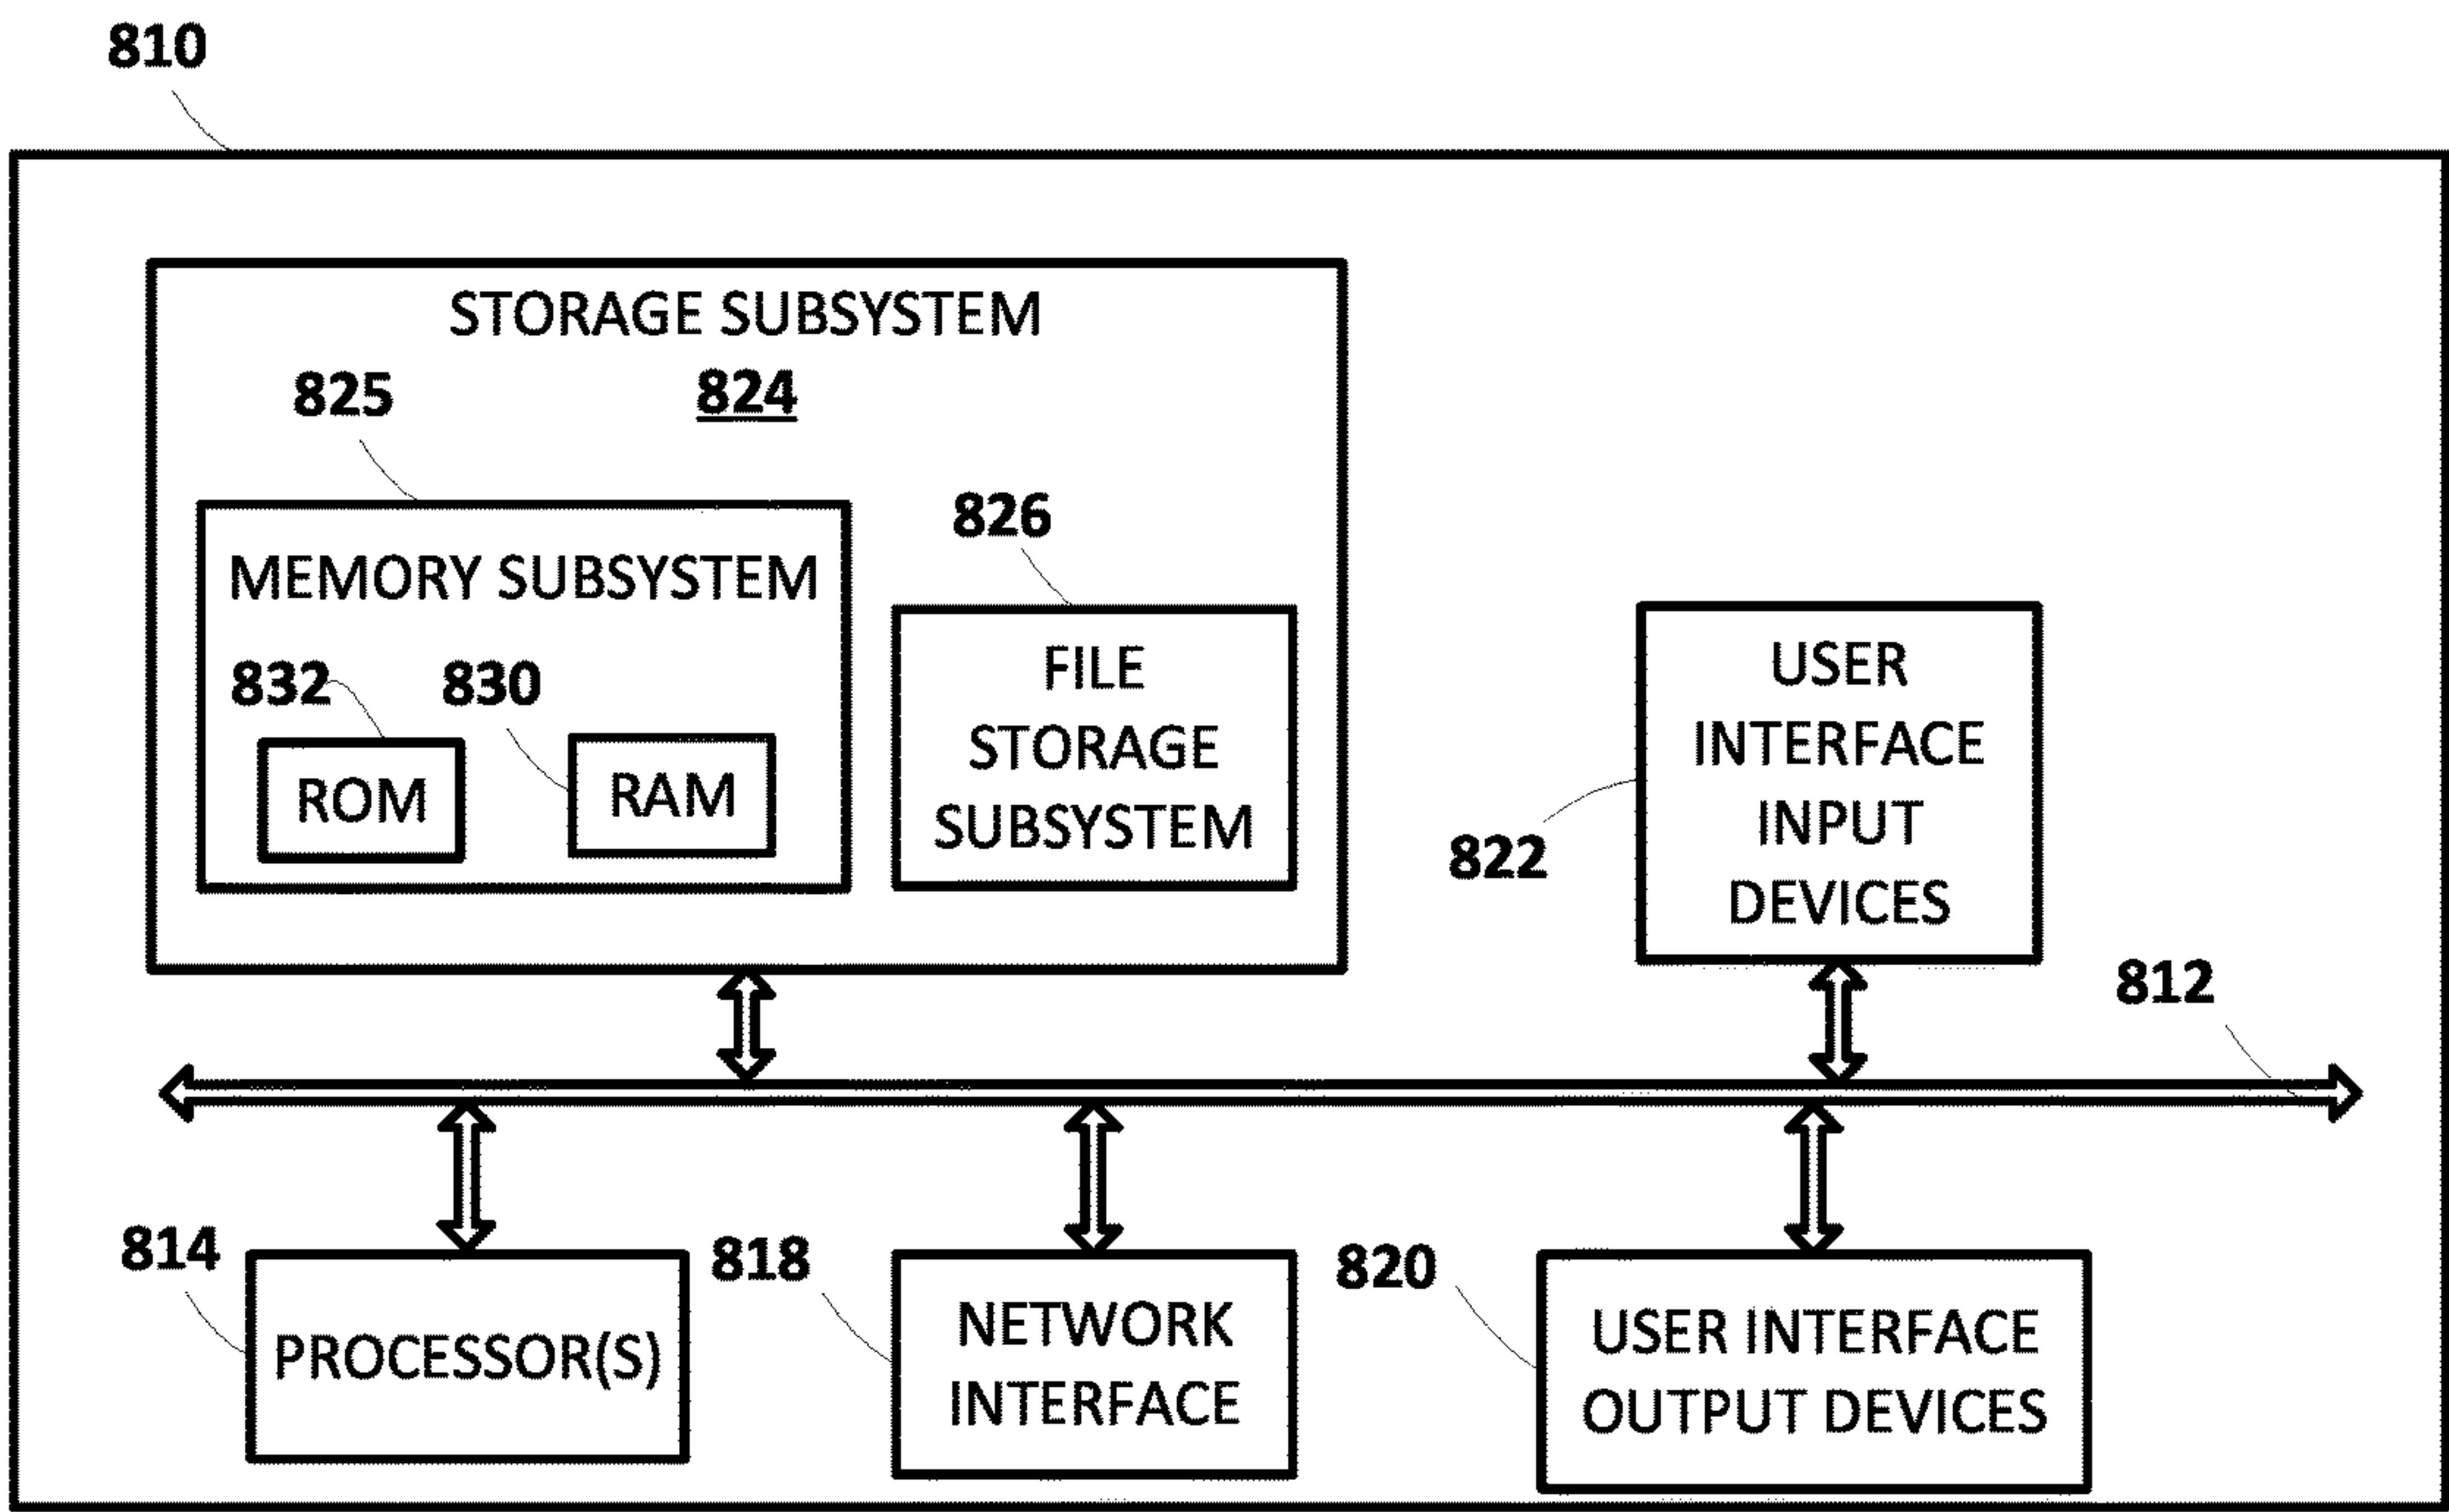 810
STORAGE SUBSYSTEM
825
824
826
MEMORY SUBSYSTEM
832
830
ROM
RAM
FILE
STORAGE
SUBSYSTEM
USER
INTERFACE
INPUT
DEVICES
822
812
814
PROCESSOR(S)
818
NETWORK
INTERFACE
820
USER INTERFACE
OUTPUT DEVICES